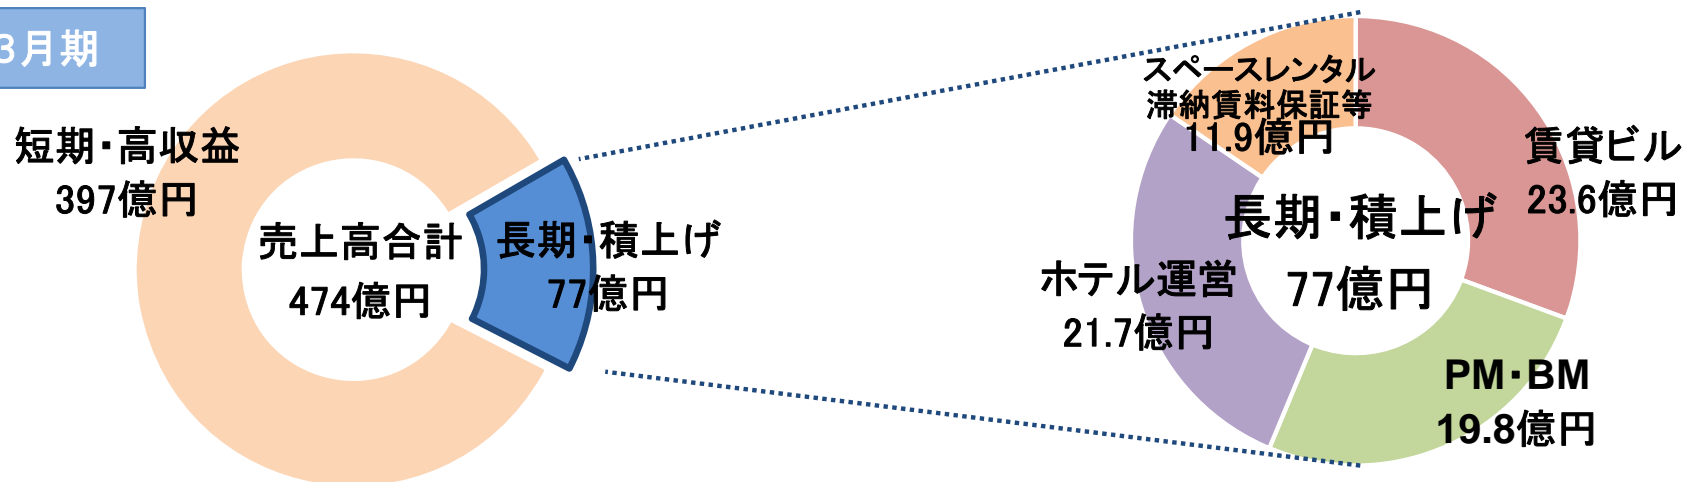 3月期
短期・高収益
397億円
売上高合計
474億円
長期・積上げ
77億円
スペースレンタル
滞納賃料保証等
11.9億円
賃貸ビル
23.6億円
長期・積上げ
77億円
ホテル運営
21.7億円
PM・BM
19.8億円